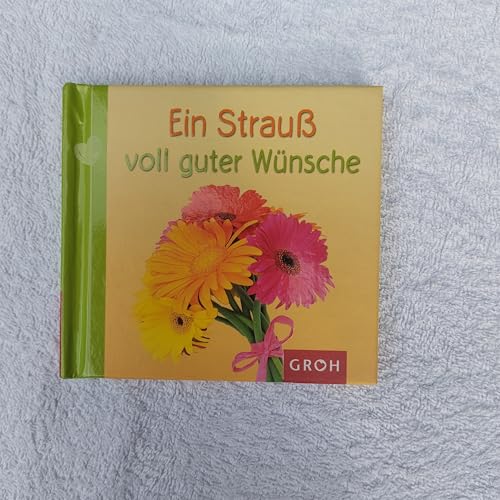 Ein Strauß
voll guter Wünsche
GROH